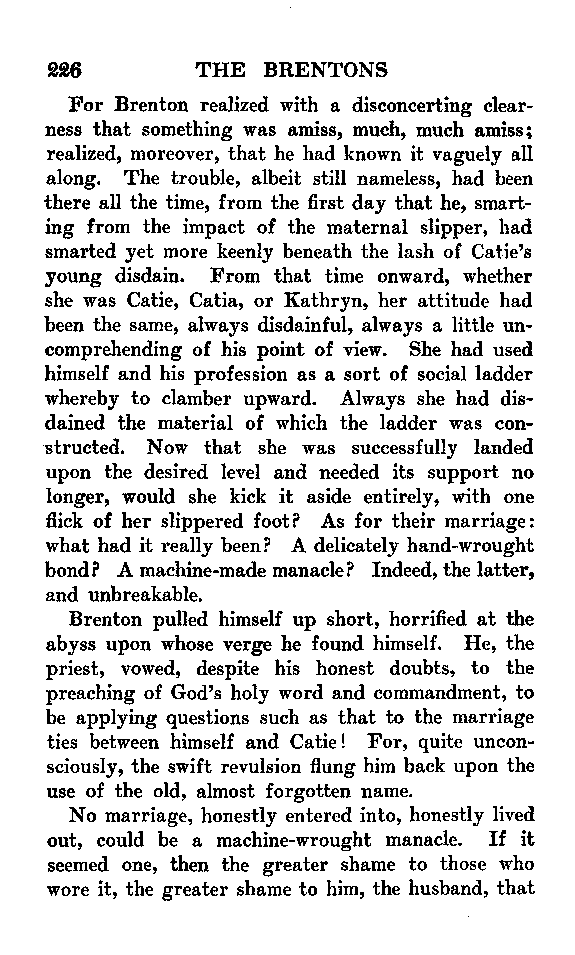 226 THE BRENTONS
For Brenton realized with a disconcerting clear-
ness that something was amiss, much, much amiss;
realized, moreover, that he had known it vaguely all
along. The trouble, albeit still nameless, had been
there all the time, from the first day that he, smart-
ing from the impact of the maternal slipper, had
smarted yet more keenly beneath the lash of Catie's
young disdain. From that time onward, whether
she was Catie, Catia, or Kathryn, her attitude had
been the same, always disdainful, always a little un-
comprehending of his point of view. She had used
himself and his profession as a sort of social ladder
whereby to clamber upward. Always she had dis-
dained the material of which the ladder was con-
structed. Now that she was successfully landed
upon the desired level and needed its support no
longer, would she kick it aside entirely, with one
flick of her slippered foot? As for their marriage:
what had it really been? A delicately hand-wrought
bond? A machine-made manacle? Indeed, the latter,
and unbreakable.
Brenton pulled himself up short, horrified at the
abyss upon whose verge he found himself. He, the
priest, vowed, despite his honest doubts, to the
preaching of God's holy word and commandment, to
be applying questions such as that to the marriage
ties between himself and Catie! For, quite uncon-
sciously, the swift revulsion flung him back upon the
use of the old, almost forgotten name.
No marriage, honestly entered into, honestly lived
out, could be a machine-wrought manacle. If it
seemed one, then the greater shame to those who
wore it, the greater shame to him, the husband, that